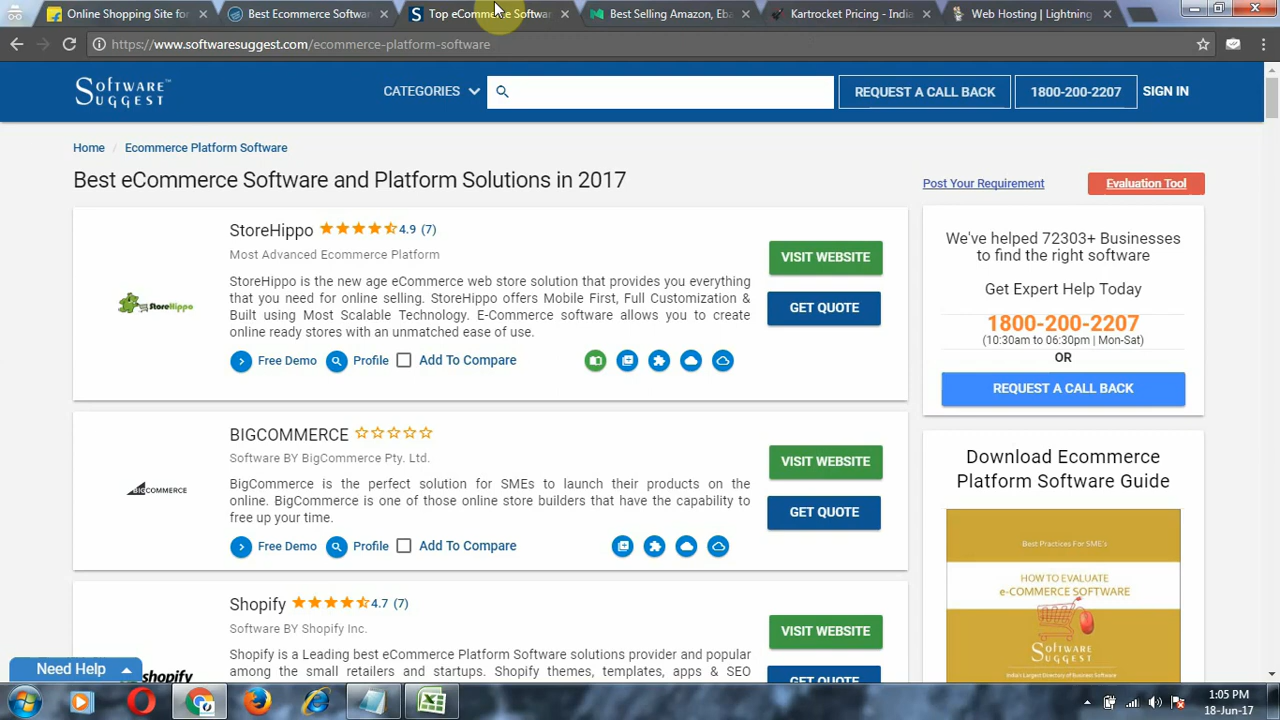 Online Shopping Site for
Best Ecommerce Software
Top eCommerce Softwa
Best Selling Amazon, Eba
Kartrocket Pricing - India
Web Hosting | Lightning
https://www.softwaresuggest.com/ecommerce-platform-software
SOFTWARE SUGGEST™
CATEGORIES
REQUEST A CALL BACK
1800-200-2207
SIGN IN
Home / Ecommerce Platform Software
Best eCommerce Software and Platform Solutions in 2017
Post Your Requirement
Evaluation Tool
StoreHippo 4.9 (7)
Most Advanced Ecommerce Platform
StoreHippo is the new age eCommerce web store solution that provides you everything
that you need for online selling. StoreHippo offers Mobile First, Full Customization &
Built using Most Scalable Technology. E-Commerce software allows you to create
online ready stores with an unmatched ease of use.
StoreHippo
Free Demo Profile Add To Compare
VISIT WEBSITE
GET QUOTE
BIGCOMMERCE
Software BY BigCommerce Pty. Ltd.
BigCommerce is the perfect solution for SMEs to launch their products on the
online. BigCommerce is one of those online store builders that have the capability to
free up your time.
BIGCOMMERCE
Free Demo Profile Add To Compare
VISIT WEBSITE
GET QUOTE
Shopify 4.7 (7)
Software BY Shopify Inc.
Shopify is a Leading best eCommerce Platform Software solutions provider and popular
among the small retailers and startups. Shopify themes, templates, apps & SEO
shopify
VISIT WEBSITE
GET QUOTE
We've helped 72303+ Businesses
to find the right software
Get Expert Help Today
1800-200-2207
(10:30am to 06:30pm | Mon-Sat)
OR
REQUEST A CALL BACK
Download Ecommerce
Platform Software Guide
Best Practices For SME's
HOW TO EVALUATE
e-COMMERCE SOFTWARE
SOFTWARE SUGGEST
India's Largest Directory of Business Software
Need Help
1:05 PM
18-Jun-17